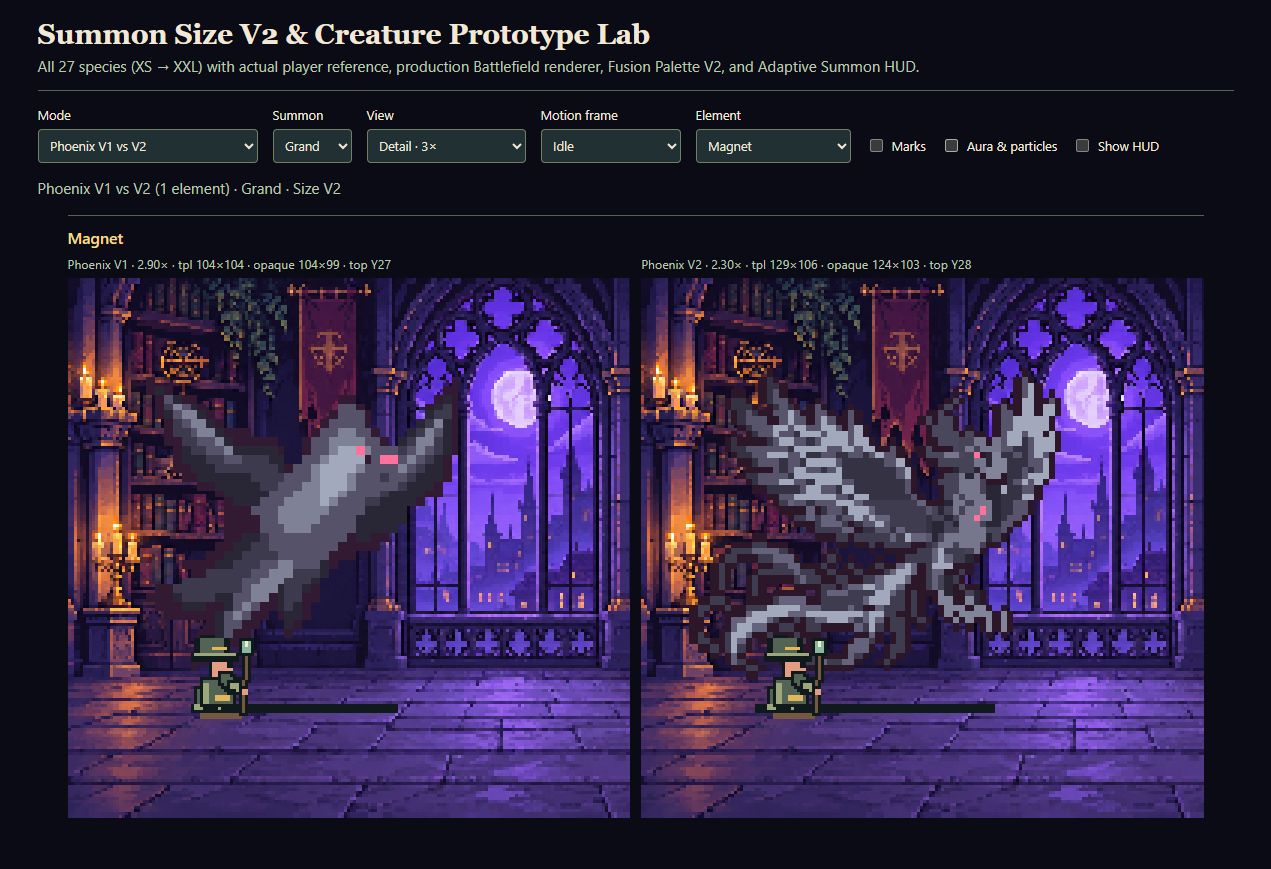 Summon Size V2 & Creature Prototype Lab
All 27 species (XS → XXL) with actual player reference, production Battlefield renderer, Fusion Palette V2, and Adaptive Summon HUD.
Mode Summon View Motion frame Element
Phoenix V1 vs V2 Grand Detail · 3× Idle Magnet Marks Aura & particles Show HUD
Phoenix V1 vs V2 (1 element) · Grand · Size V2
Magnet
Phoenix V1 · 2.90× · tpl 104×104 · opaque 104×99 · top Y27
Phoenix V2 · 2.30× · tpl 129×106 · opaque 124×103 · top Y28